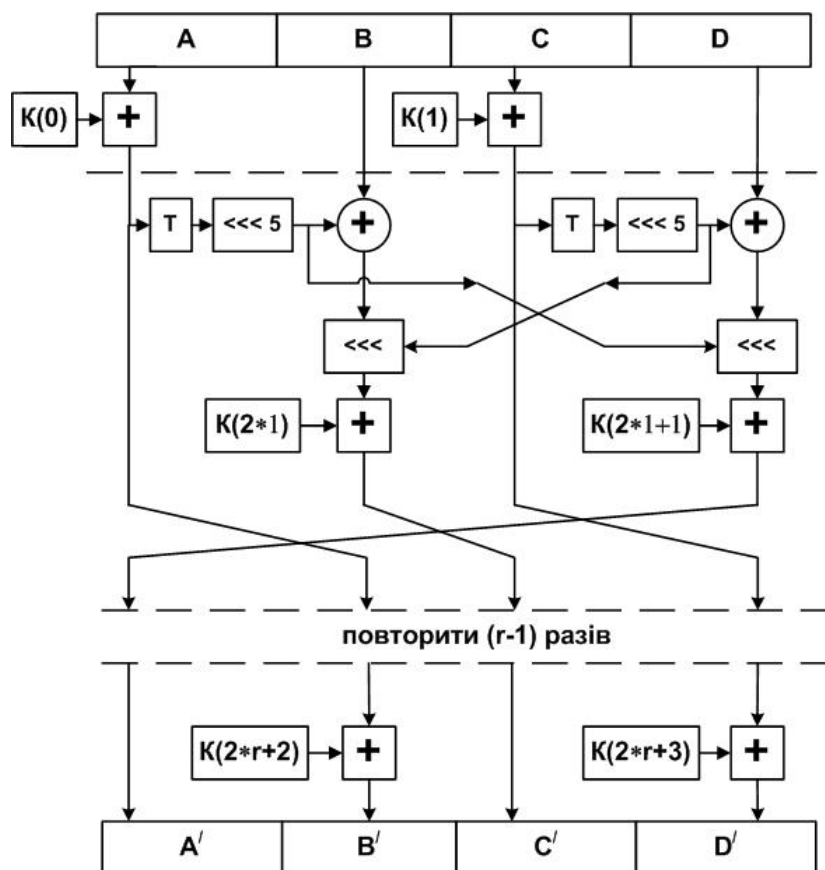 A B C D
К(0) + К(1) +
T <<< 5 + T <<< 5 +
<<< <<<
К(2*1) + К(2*1+1) +
повторити (r-1) разів
К(2*r+2) + К(2*r+3) +
A/ B/ C/ D/